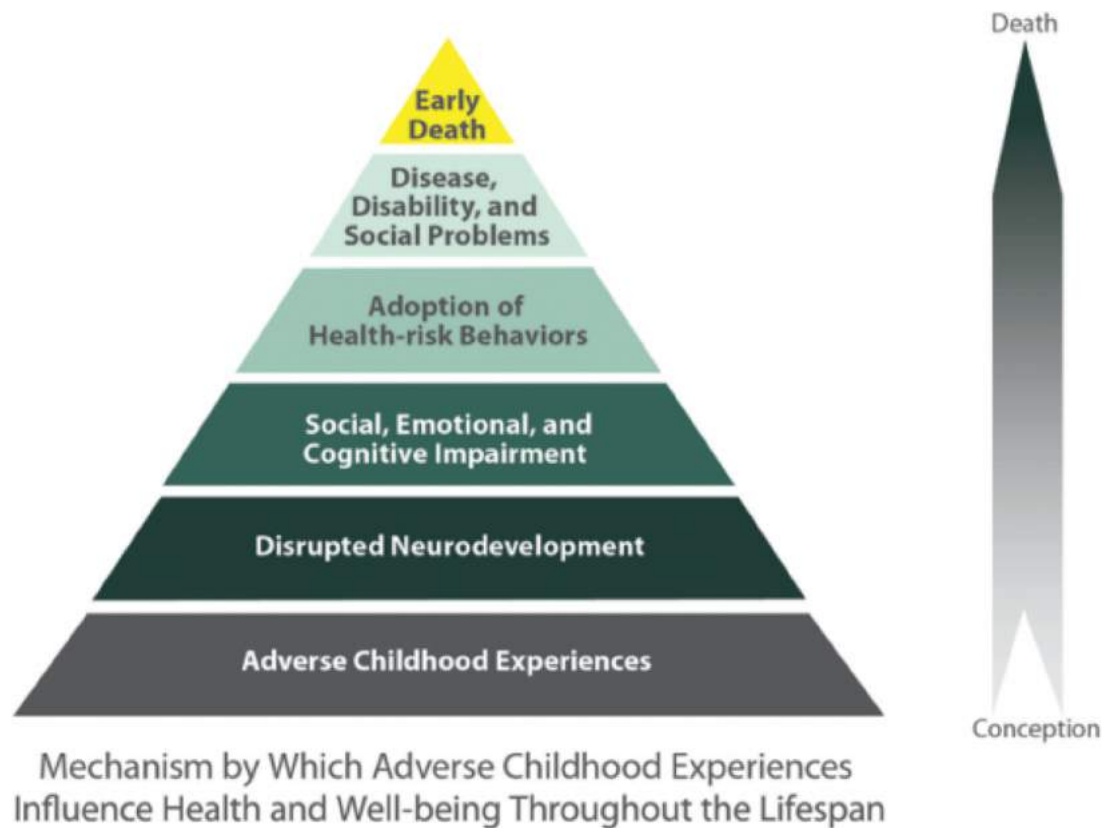 Death
Early
Death
Disease,
Disability, and
Social Problems
Adoption of
Health-risk Behaviors
Social, Emotional, and
Cognitive Impairment
Disrupted Neurodevelopment
Adverse Childhood Experiences
Conception
Mechanism by Which Adverse Childhood Experiences
Influence Health and Well-being Throughout the Lifespan